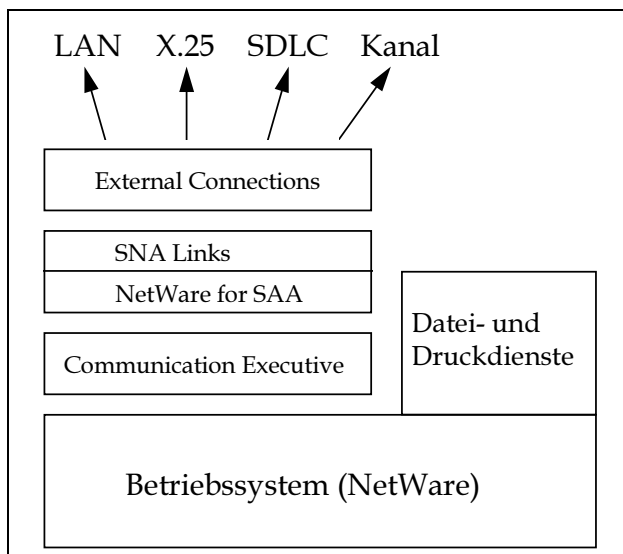 LAN X.25 SDLC Kanal
External Connections
SNA Links
NetWare for SAA
Datei- und
Druckdienste
Communication Executive
Betriebssystem (NetWare)